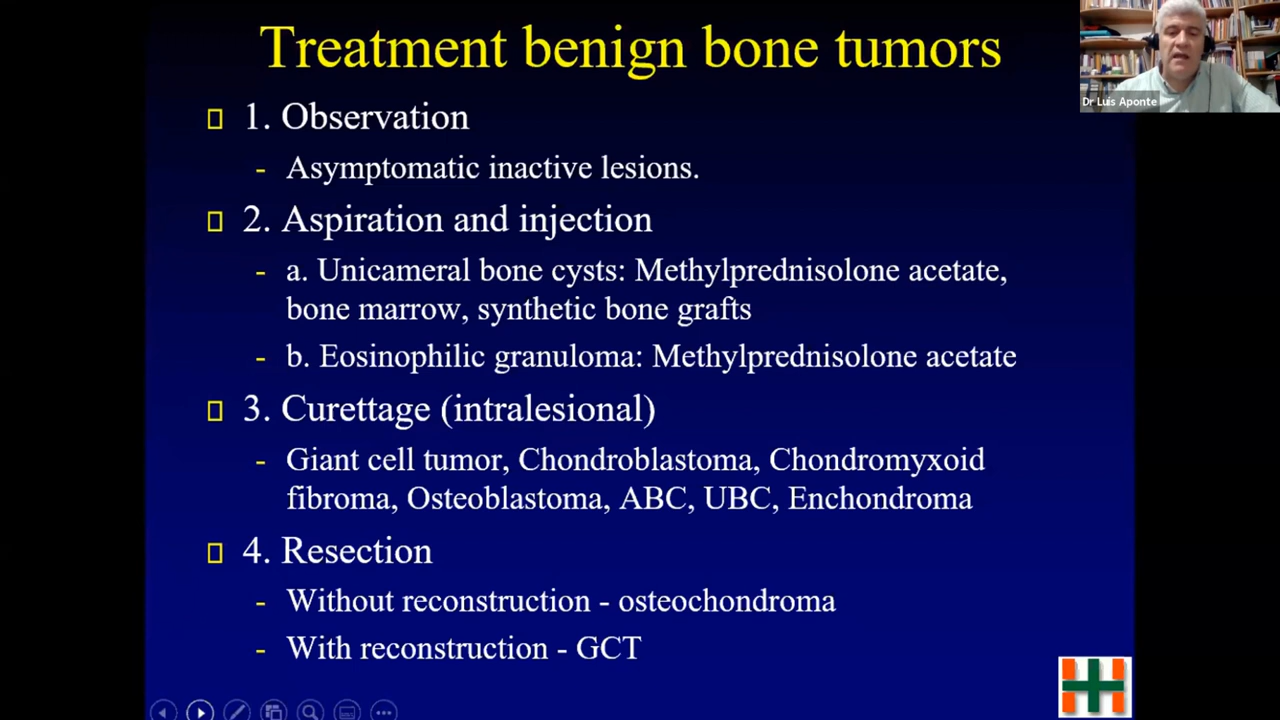 Treatment benign bone tumors
Dr Luis Aponte
1. Observation
- Asymptomatic inactive lesions.
2. Aspiration and injection
- a. Unicameral bone cysts: Methylprednisolone acetate,
bone marrow, synthetic bone grafts
- b. Eosinophilic granuloma: Methylprednisolone acetate
3. Curettage (intralesional)
- Giant cell tumor, Chondroblastoma, Chondromyxoid
fibroma, Osteoblastoma, ABC, UBC, Enchondroma
4. Resection
- Without reconstruction - osteochondroma
- With reconstruction - GCT